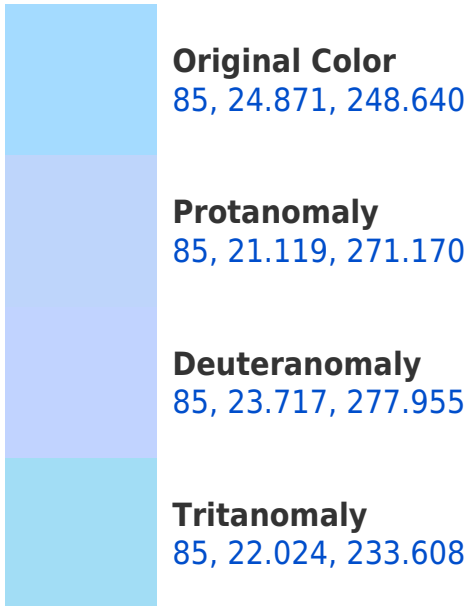 Original Color
85, 24.871, 248.640
Protanomaly
85, 21.119, 271.170
Deuteranomaly
85, 23.717, 277.955
Tritanomaly
85, 22.024, 233.608